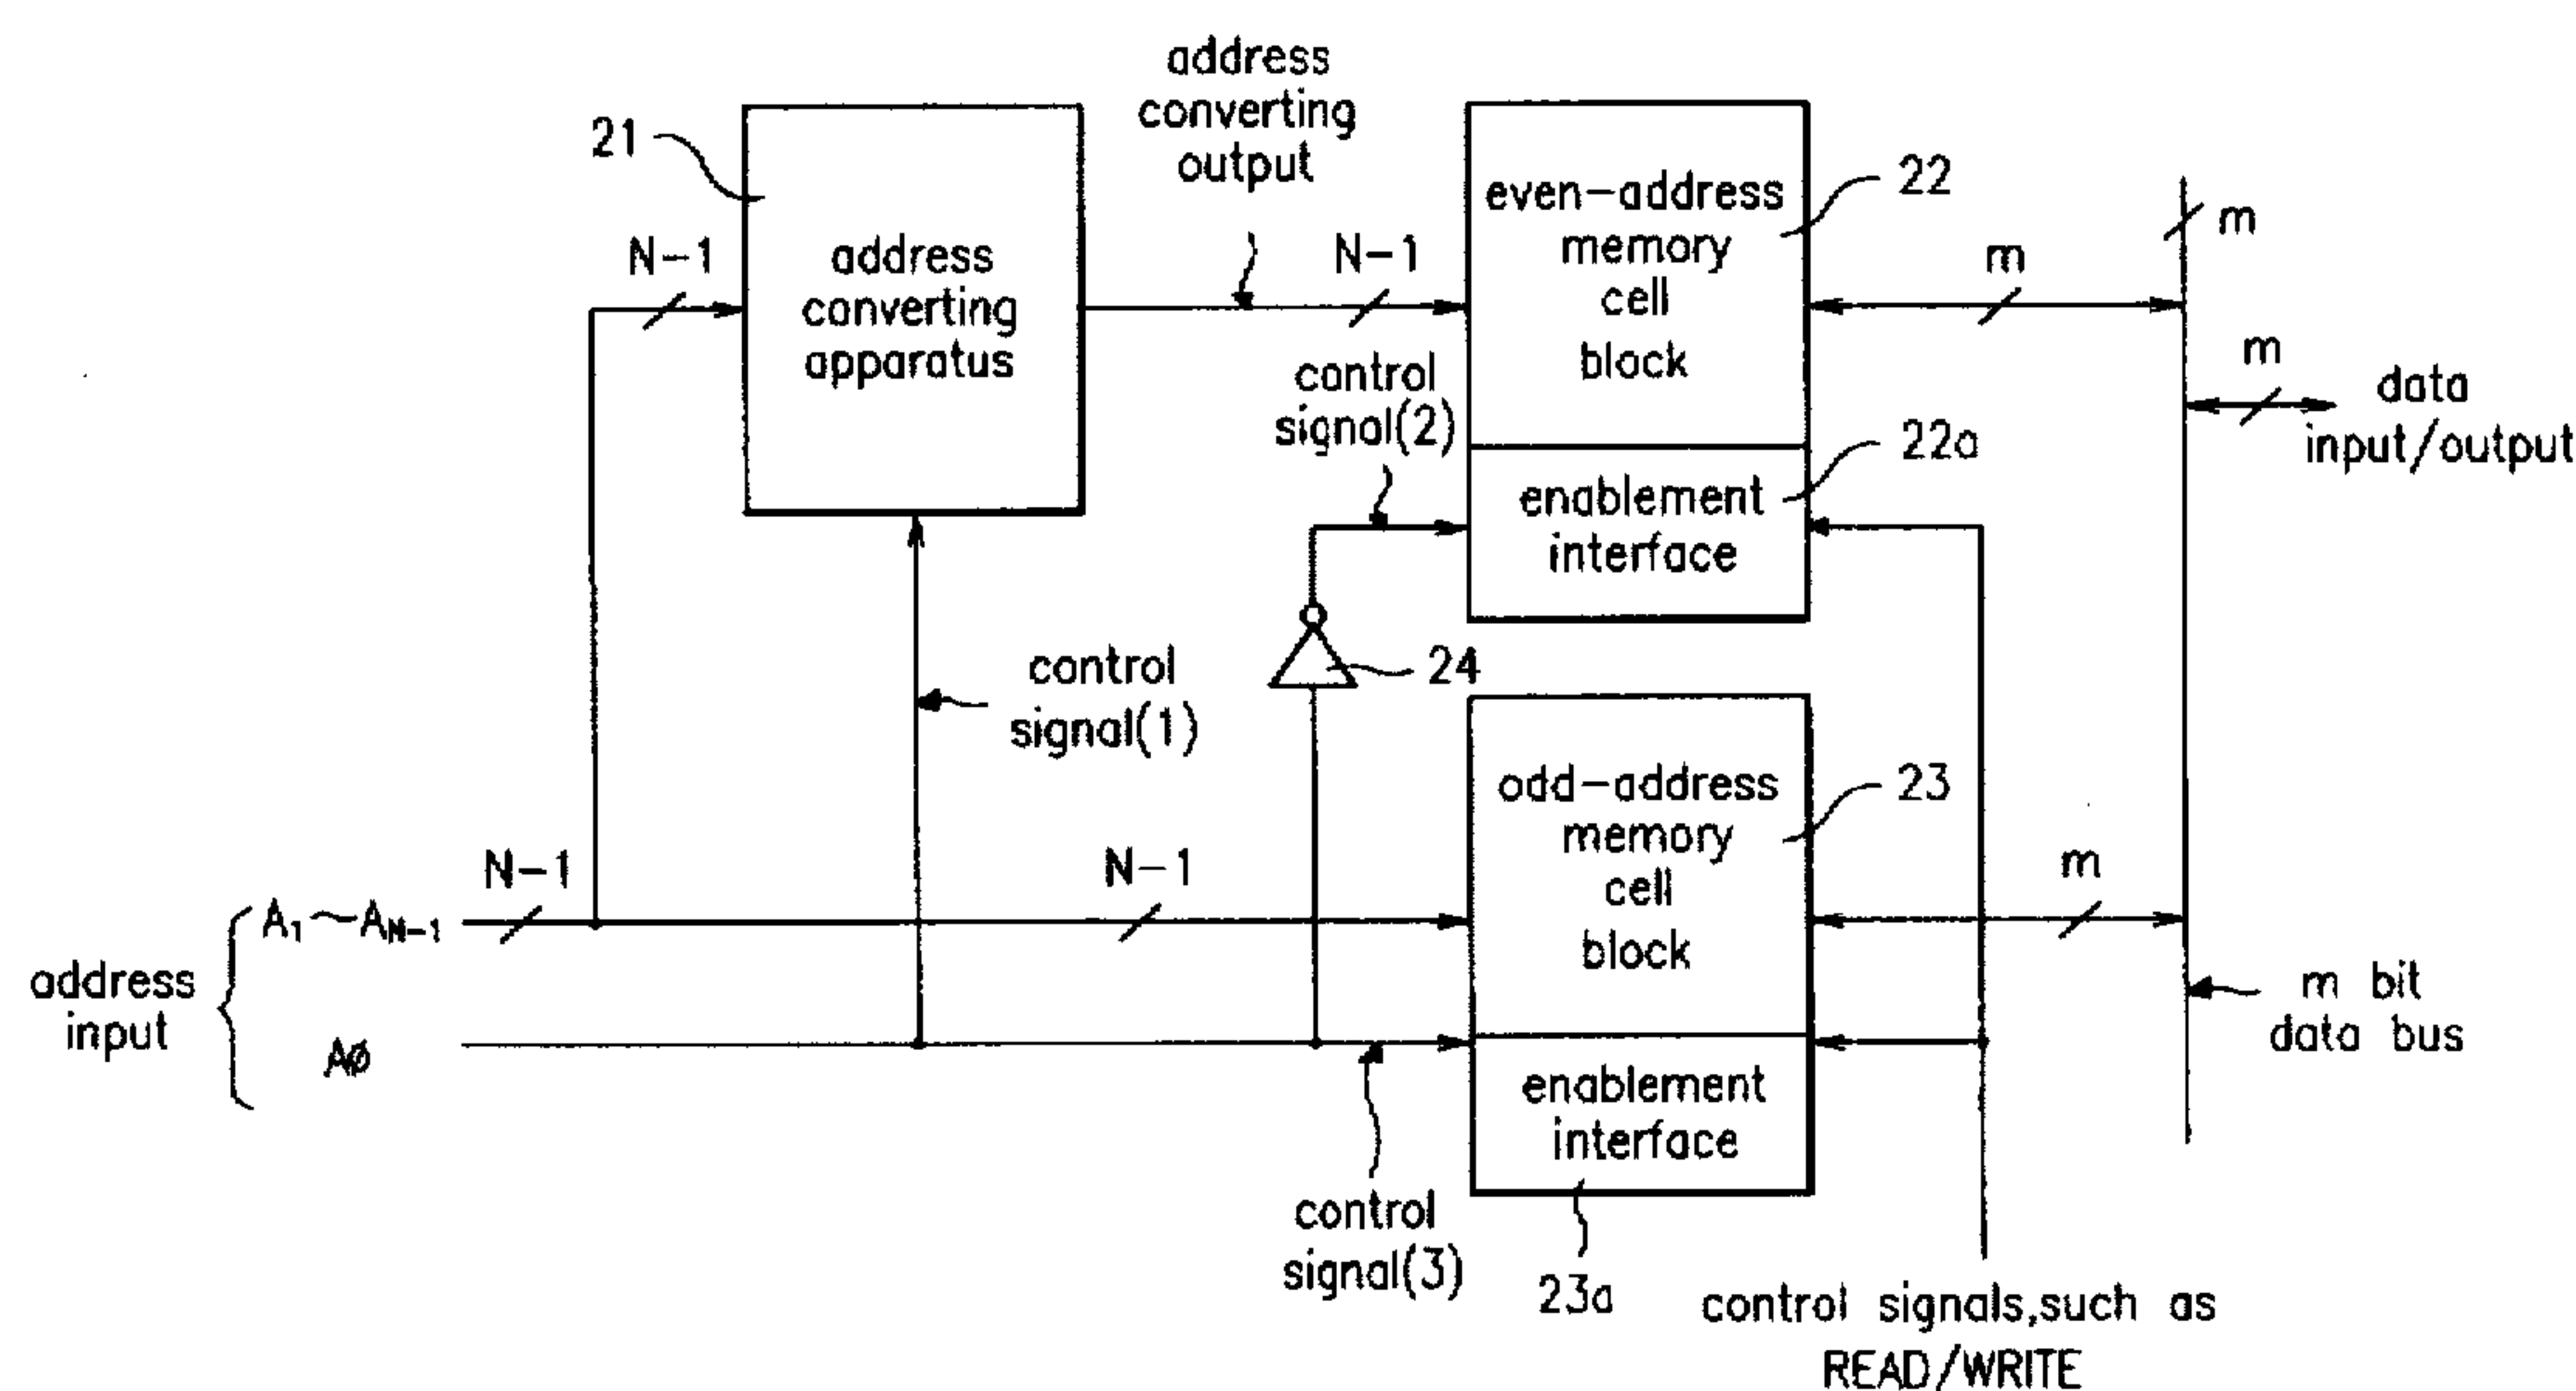 address
converting
output
21
N-1
address
converting
apparatus
N-1
even-address
memory
cell
block
22
m
m
m
data
input/output
control
signal(2)
22a
enablement
interface
24
control
signal(1)
odd-address
memory
cell
block
23
m
N-1
N-1
A₁~A_N-1
address
input
AØ
m bit
data bus
enablement
interface
control
signal(3)
23a
control signals,such as
READ/WRITE